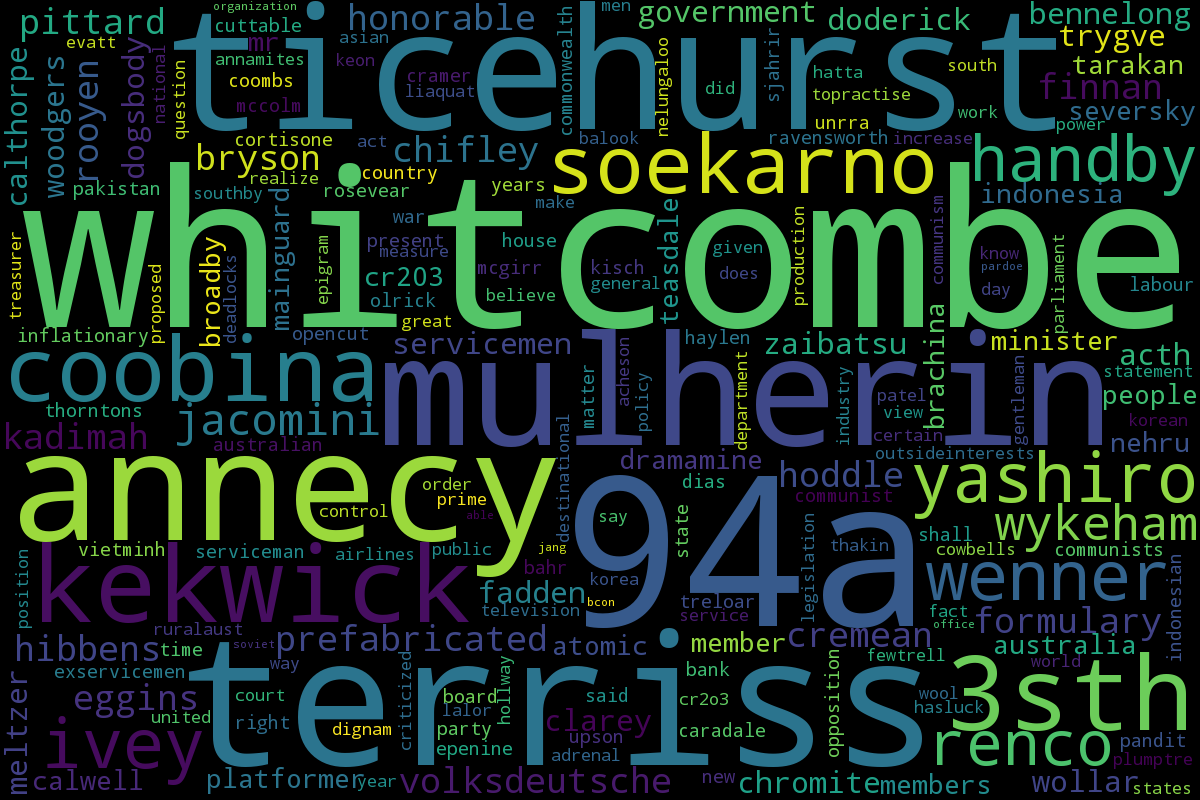 organization
men
pittard
cuttable
honorable
government
doderick
bennelong
ticehurst
evatt
mr
asian
trygve
annamites
keon
south
tarakan
coombs
cramer
hatta
finnan
liaquat
did
topractise
mccolm
seversky
unrra
work
power
calthorpe
woodgers
rooyen
dogsbody
national
question
commonwealth
sjahrir
nelungaloo
cortisone
act
balook
ravensworth
increase
bryson
chifley
soekarno
handby
realize
country
pakistan
southby
rosevear
years
make
indonesia
whitcombe
war
present
house
measure
given
know
mcgirr
kisch
does
pardoe
cr203
general
day
olrick
believe
labour
great
treasurer
proposed
broadby
deadlocks
mainguard
epigram
teasdale
production
communism
parliament
inflationary
opencut
servicemen
haylen
zaibatsu
minister
coobina
mulherin
acth
statement
people
patel
view
thorntons
jacomini
korean
kadimah
australian
certain
nehru
matter
acheson
policy
department
industry
brachina
gentleman
outsideinterests
annecy
dramamine
hoddle
yashiro
order
dias
prime
communist
control
able
94a
say
wykeham
destinational
state
shall
vietminh
serviceman
airlines
public
jang
thakin
cowbells
communists
kekwick
bahr
korea
wenner
fadden
bcon
treloar
television
service
fact
office
formulary
position
legislation
indonesian
ruralaust
hibbens
time
soviet
prefabricated
atomic
member
cremean
australia
terriss
way
fewtrell
world
exservicemen
bank
3sth
meltzer
eggins
court
board
said
cr2o3
wool
hasluck
united
right
lalor
dignam
party
clarey
caradale
ivey
upson
renco
pandit
epenine
adrenal
plumptre
criticized
hollway
opposition
calwell
platformer
year
volksdeutsche
new
chromite
members
wollar
states